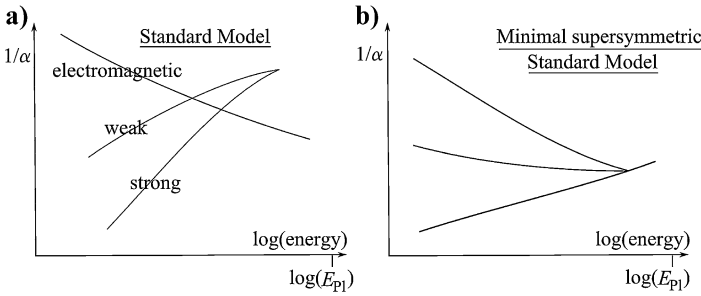 a)
Standard Model
1/α
electromagnetic
weak
strong
log(energy)
log(E_Pl)
b)
Minimal supersymmetric
Standard Model
1/α
log(energy)
log(E_Pl)